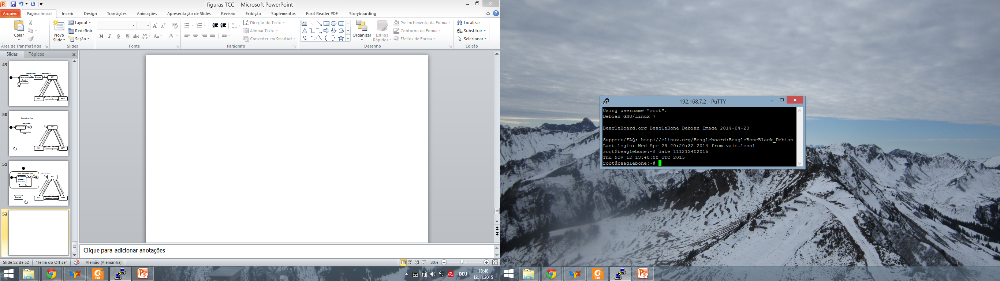 figuras TCC - Microsoft PowerPoint
Arquivo Página Inicial Inserir Design Transições Animações Apresentação de Slides Revisão Exibição Suplementos Foxit Reader PDF Storyboarding
Colar
Área de Transferência
Novo Slide
Layout
Redefinir
Seção
Slides
N I S S abc AV Aa A
Fonte
Direção do Texto
Alinhar Texto
Converter em SmartArt
Parágrafo
Organizar
Estilos Rápidos
Preenchimento da Forma
Contorno da Forma
Efeitos de Forma
Desenho
Localizar
Substituir
Selecionar
Edição
Slides Tópicos
49
50
51
52
Clique para adicionar anotações
Slide 52 de 52 "Tema do Office" Alemão (Alemanha) 80%
DEU
18:40
12.11.2015
192.168.7.2 - PuTTY
Using username "root".
Debian GNU/Linux 7
BeagleBoard.org BeagleBone Debian Image 2014-04-23
Support/FAQ: http://elinux.org/Beagleboard:BeagleBoneBlack_Debian
Last login: Wed Apr 23 20:20:32 2014 from vaio.local
root@beaglebone:~# date 111213402015
Thu Nov 12 13:40:00 UTC 2015
root@beaglebone:~#